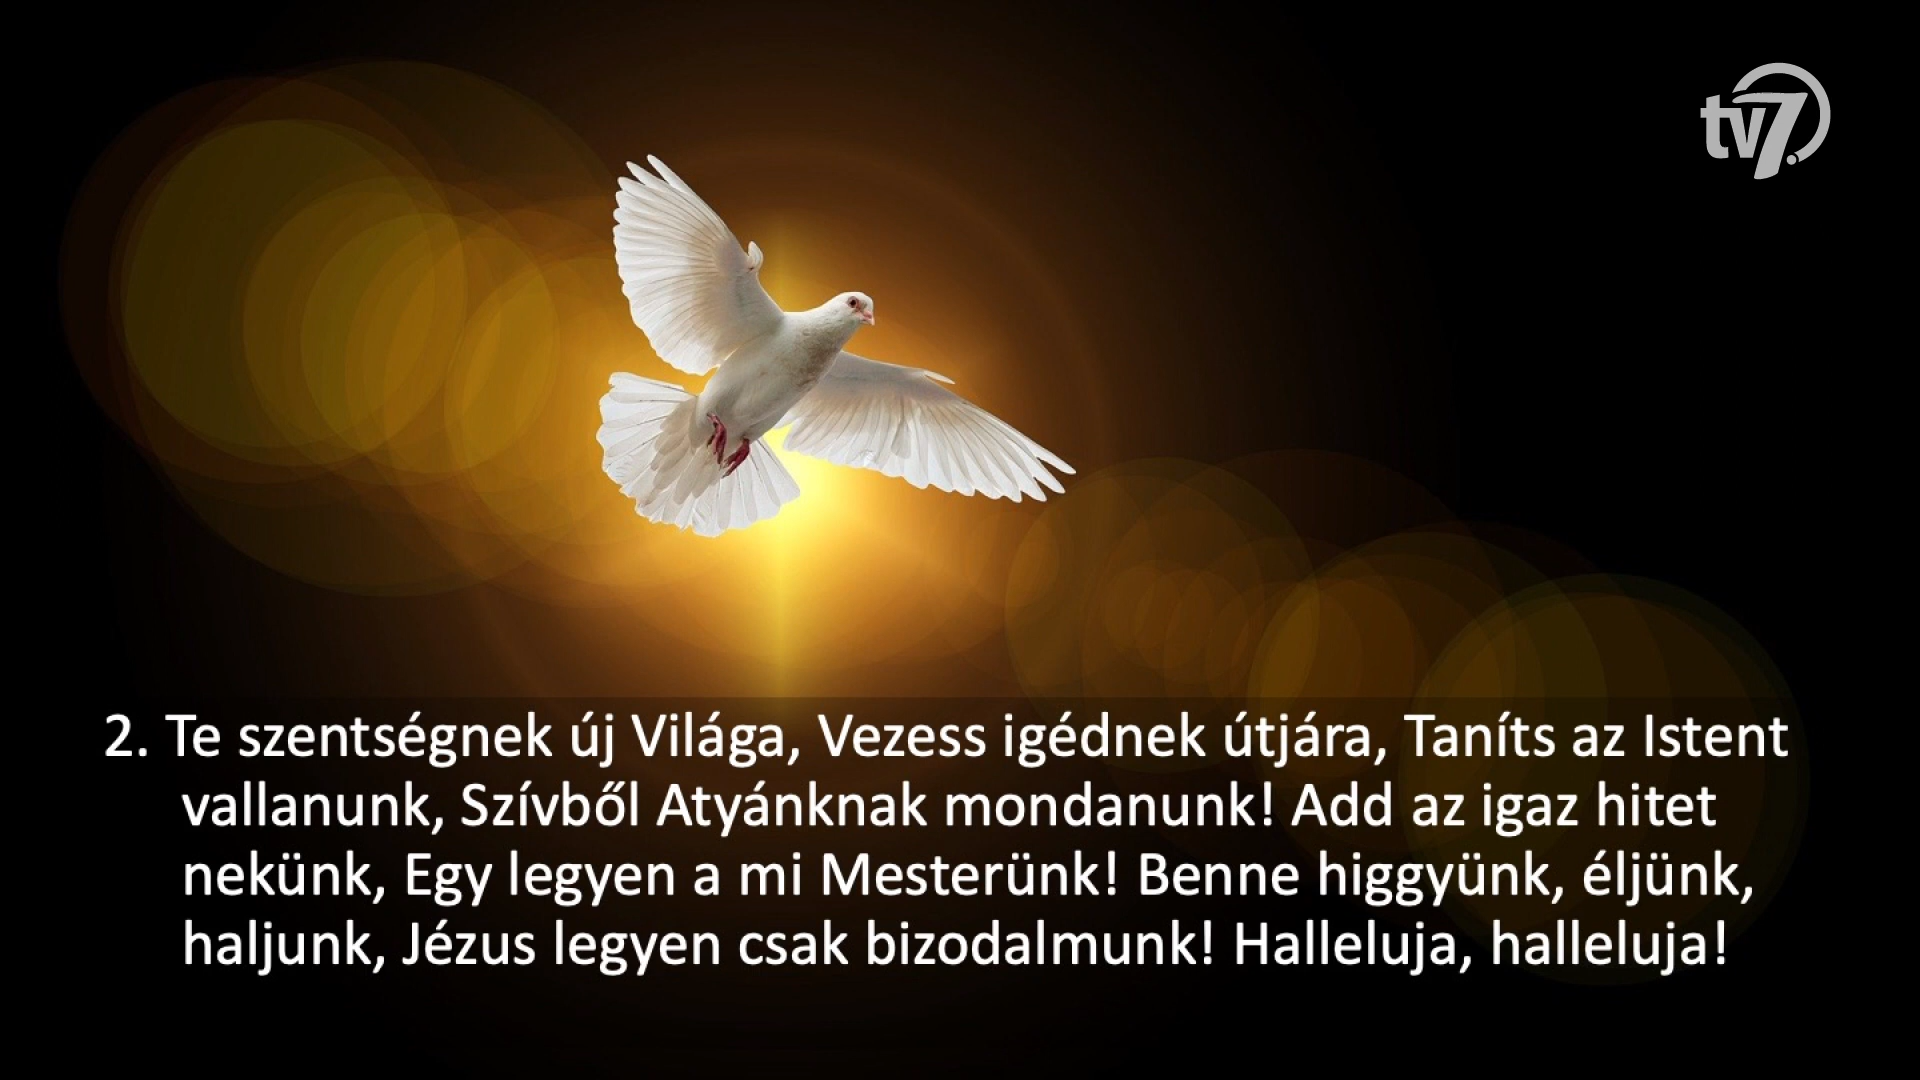 tv7.
2. Te szentségnek új Világa, Vezess igédnek útjára, Taníts az Istent
vallanunk, Szívből Atyánknak mondanunk! Add az igaz hitet
nekünk, Egy legyen a mi Mesterünk! Benne higgyünk, éljünk,
haljunk, Jézus legyen csak bizodalmunk! Halleluja, halleluja!